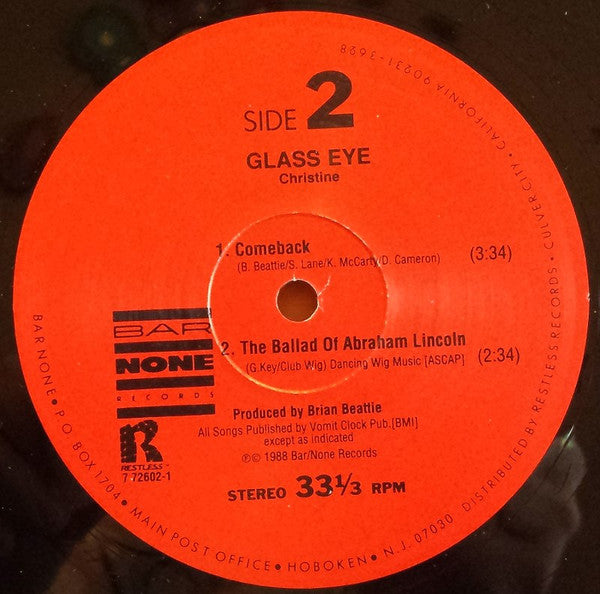 SIDE 2
GLASS EYE
Christine
1. Comeback (3:34)
(B. Beattie/S. Lane/K. McCarty/D. Cameron)
2. The Ballad Of Abraham Lincoln (2:34)
(G.Key/Club Wig) Dancing Wig Music [ASCAP]
Produced by Brian Beattie
All Songs Published by Vomit Clock Pub.[BMI]
except as indicated
℗© 1988 Bar/None Records
STEREO 33⅓ RPM
BAR
NONE
RECORDS
R
RESTLESS™
7 72602-1
BAR NONE • P.O. BOX 1704 • MAIN POST OFFICE • HOBOKEN • N.J. 07030 • DISTRIBUTED BY RESTLESS RECORDS • CULVER CITY • CALIFORNIA 90231-3628